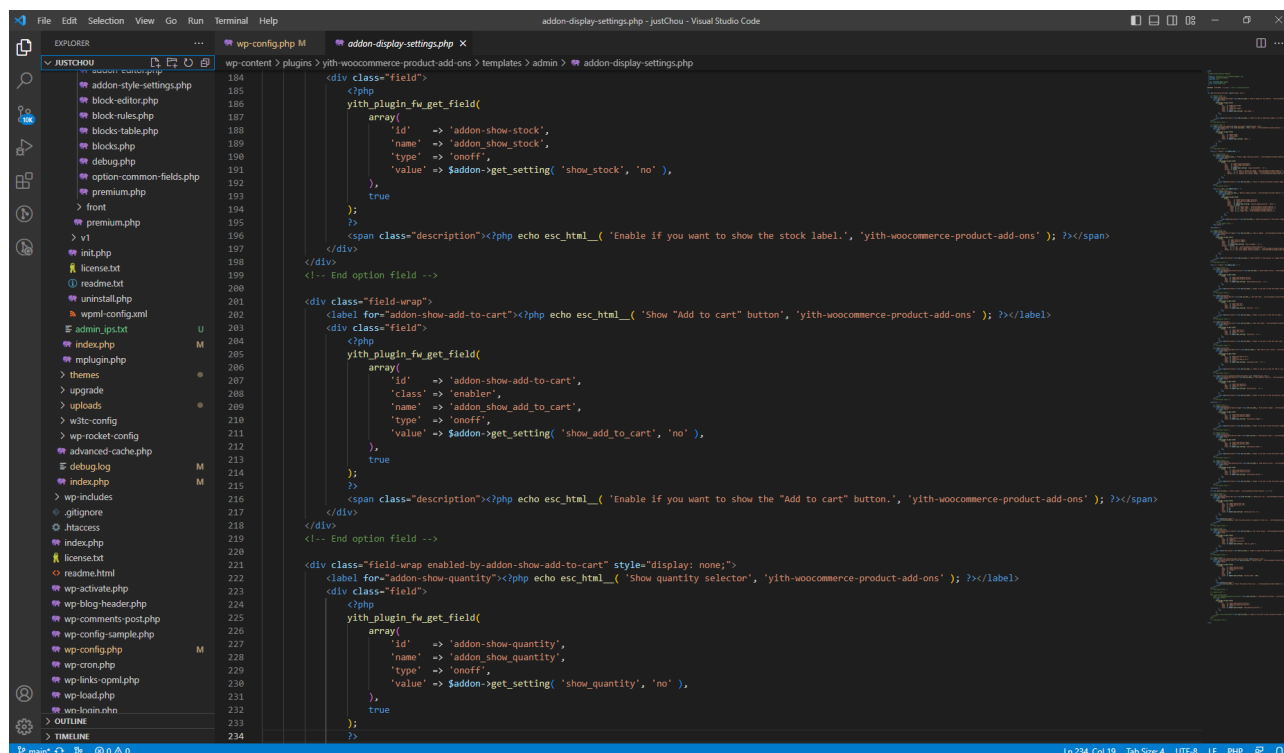 File Edit Selection View Go Run Terminal Help
addon-display-settings.php - justChou - Visual Studio Code
EXPLORER
JUSTCHOU
addon-editor.php
addon-style-settings.php
block-editor.php
block-rules.php
blocks-table.php
blocks.php
debug.php
option-common-fields.php
premium.php
front
premium.php
v1
init.php
license.txt
readme.txt
uninstall.php
wpml-config.xml
admin_ips.txt U
index.php M
mplugin.php
themes
upgrade
uploads
w3tc-config
wp-rocket-config
advanced-cache.php
debug.log M
index.php M
wp-includes
.gitignore
.htaccess
index.php
license.txt
readme.html
wp-activate.php
wp-blog-header.php
wp-comments-post.php
wp-config-sample.php
wp-config.php M
wp-cron.php
wp-links-opml.php
wp-load.php
wp-login.php
OUTLINE
TIMELINE
10K
wp-config.php M
addon-display-settings.php
wp-content > plugins > yith-woocommerce-product-add-ons > templates > admin > addon-display-settings.php
184 <div class="field">
185 <?php
186 yith_plugin_fw_get_field(
187 array(
188 'id' => 'addon-show-stock',
189 'name' => 'addon_show_stock',
190 'type' => 'onoff',
191 'value' => $addon->get_setting( 'show_stock', 'no' ),
192 ),
193 true
194 );
195 ?>
196 <span class="description"><?php echo esc_html__( 'Enable if you want to show the stock label.', 'yith-woocommerce-product-add-ons' ); ?></span>
197 </div>
198 </div>
199 <!-- End option field -->
200
201 <div class="field-wrap">
202 <label for="addon-show-add-to-cart"><?php echo esc_html__( 'Show "Add to cart" button', 'yith-woocommerce-product-add-ons' ); ?></label>
203 <div class="field">
204 <?php
205 yith_plugin_fw_get_field(
206 array(
207 'id' => 'addon-show-add-to-cart',
208 'class' => 'enabler',
209 'name' => 'addon_show_add_to_cart',
210 'type' => 'onoff',
211 'value' => $addon->get_setting( 'show_add_to_cart', 'no' ),
212 ),
213 true
214 );
215 ?>
216 <span class="description"><?php echo esc_html__( 'Enable if you want to show the "Add to cart" button.', 'yith-woocommerce-product-add-ons' ); ?></span>
217 </div>
218 </div>
219 <!-- End option field -->
220
221 <div class="field-wrap enabled-by-addon-show-add-to-cart" style="display: none;">
222 <label for="addon-show-quantity"><?php echo esc_html__( 'Show quantity selector', 'yith-woocommerce-product-add-ons' ); ?></label>
223 <div class="field">
224 <?php
225 yith_plugin_fw_get_field(
226 array(
227 'id' => 'addon-show-quantity',
228 'name' => 'addon_show_quantity',
229 'type' => 'onoff',
230 'value' => $addon->get_setting( 'show_quantity', 'no' ),
231 ),
232 true
233 );
234 ?>
main* 0 0
Ln 234, Col 19 Tab Size: 4 UTF-8 LF PHP